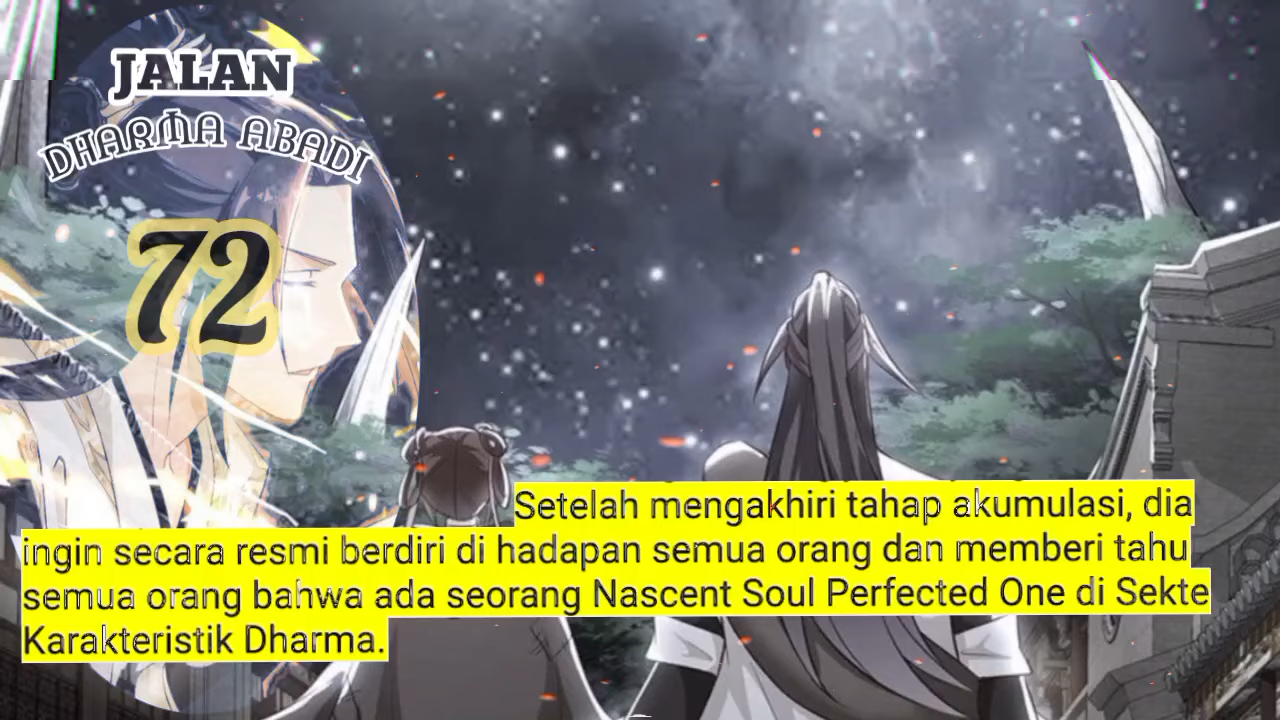 JALAN
DHARMA ABADI
72
Setelah mengakhiri tahap akumulasi, dia
ingin secara resmi berdiri di hadapan semua orang dan memberi tahu
semua orang bahwa ada seorang Nascent Soul Perfected One di Sekte
Karakteristik Dharma.